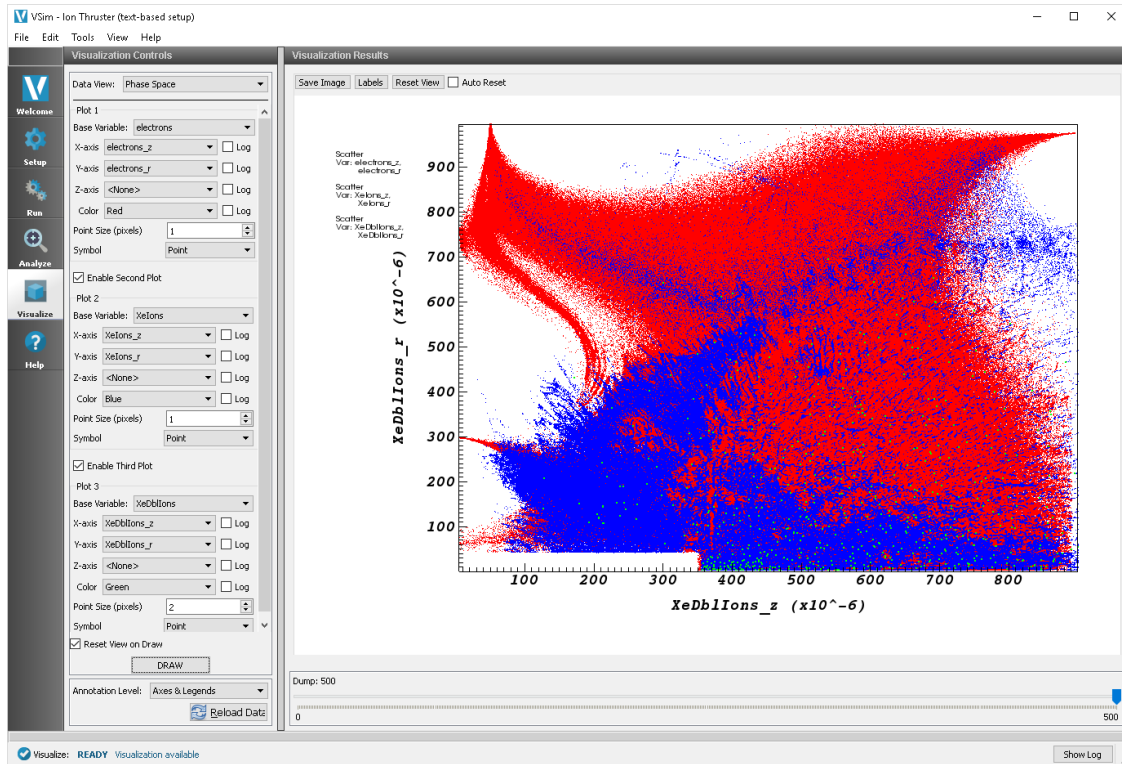 VSim - Ion Thruster (text-based setup)
File Edit Tools View Help
Welcome
Setup
Run
Analyze
Visualize
Help
Visualization Controls
Data View: Phase Space
Plot 1
Base Variable: electrons
X-axis electrons_z Log
Y-axis electrons_r Log
Z-axis <None> Log
Color Red Log
Point Size (pixels) 1
Symbol Point
Enable Second Plot
Plot 2
Base Variable: XeIons
X-axis XeIons_z Log
Y-axis XeIons_r Log
Z-axis <None> Log
Color Blue Log
Point Size (pixels) 1
Symbol Point
Enable Third Plot
Plot 3
Base Variable: XeDblIons
X-axis XeDblIons_z Log
Y-axis XeDblIons_r Log
Z-axis <None> Log
Color Green Log
Point Size (pixels) 2
Symbol Point
Reset View on Draw
DRAW
Annotation Level: Axes & Legends
Reload Data
Visualization Results
Save Image Labels Reset View Auto Reset
Scatter
Var: electrons_z,
electrons_r
Scatter
Var: XeIons_z,
XeIons_r
Scatter
Var: XeDblIons_z,
XeDblIons_r
XeDblIons_r (x10^-6)
900
800
700
600
500
400
300
200
100
100 200 300 400 500 600 700 800
XeDblIons_z (x10^-6)
Dump: 500
0 500
Visualize: READY Visualization available
Show Log